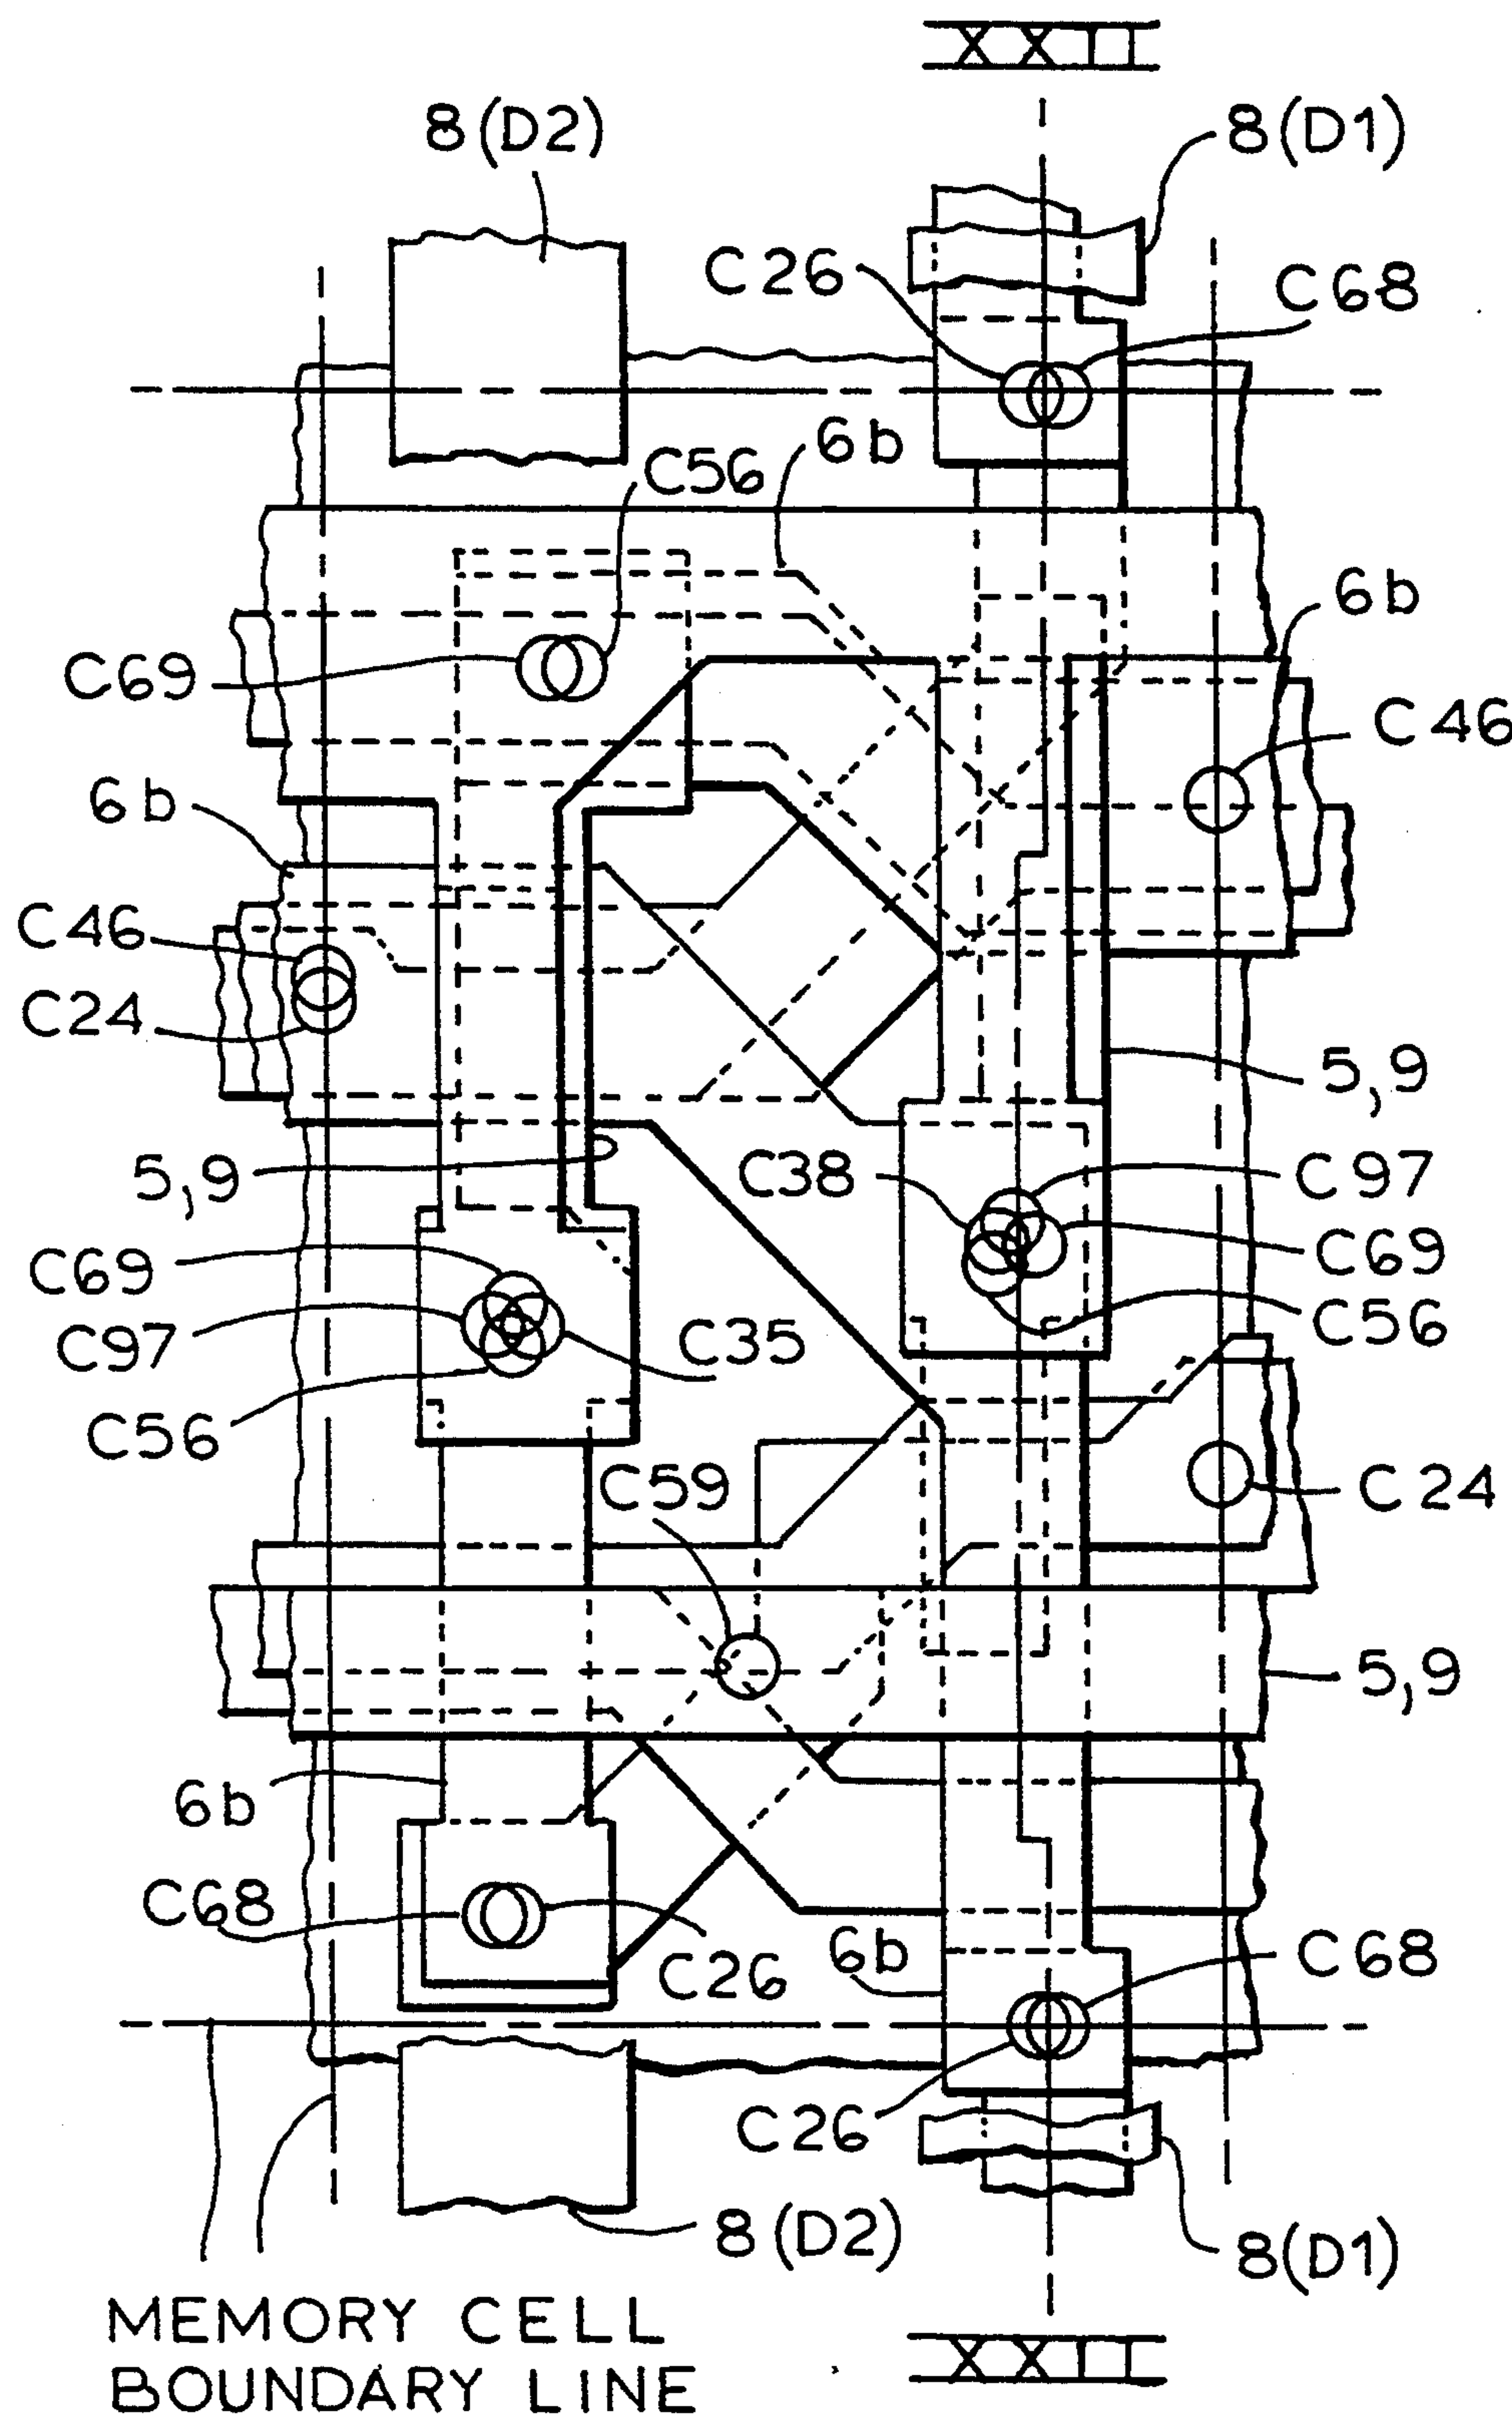 XXII
8(D2)
8(D1)
C26
C68
6b
C56
6b
C69
C46
6b
C46
C24
5,9
5,9
C38
C97
C69
C69
C97
C35
C56
C56
C59
C24
5,9
6b
C68
C26
6b
C68
C26
8(D2)
8(D1)
MEMORY CELL
BOUNDARY LINE
XXII